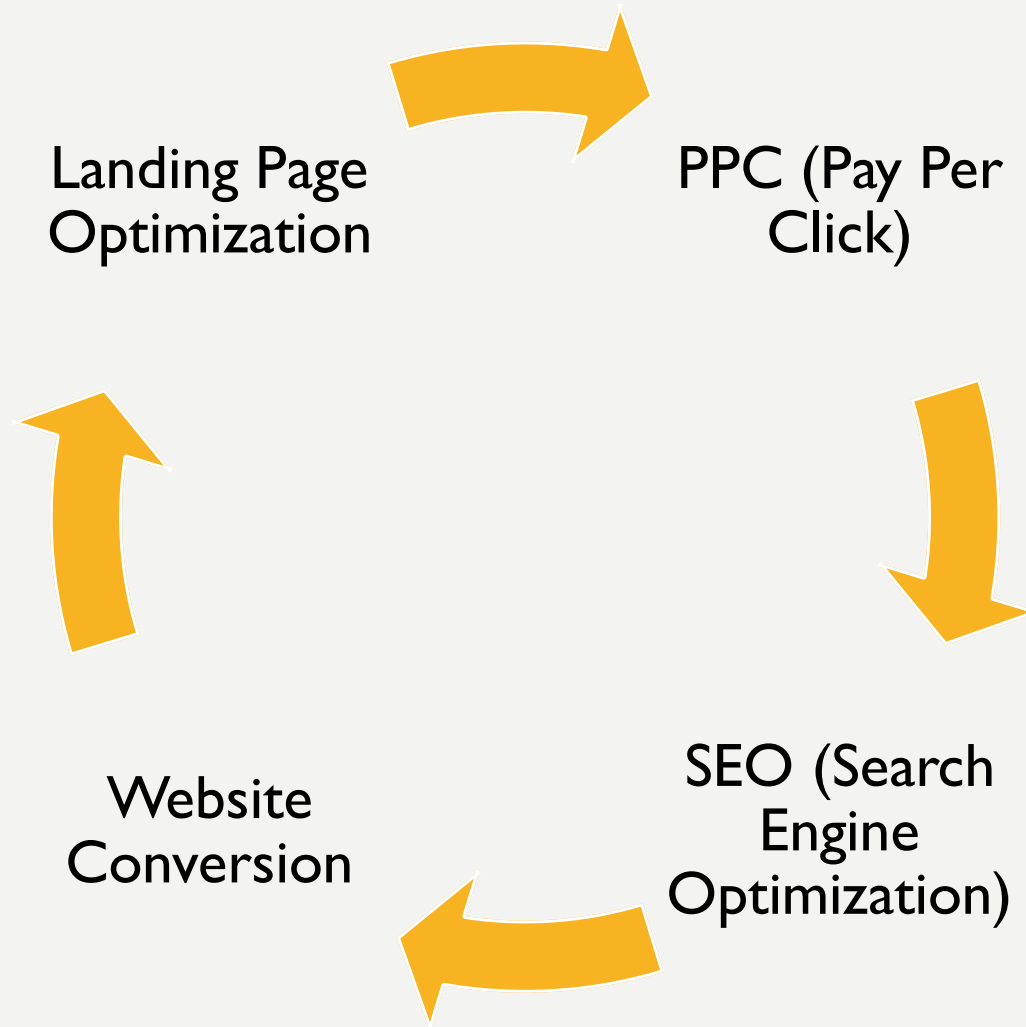 Landing Page
Optimization
PPC (Pay Per
Click)
SEO (Search
Engine
Optimization)
Website
Conversion